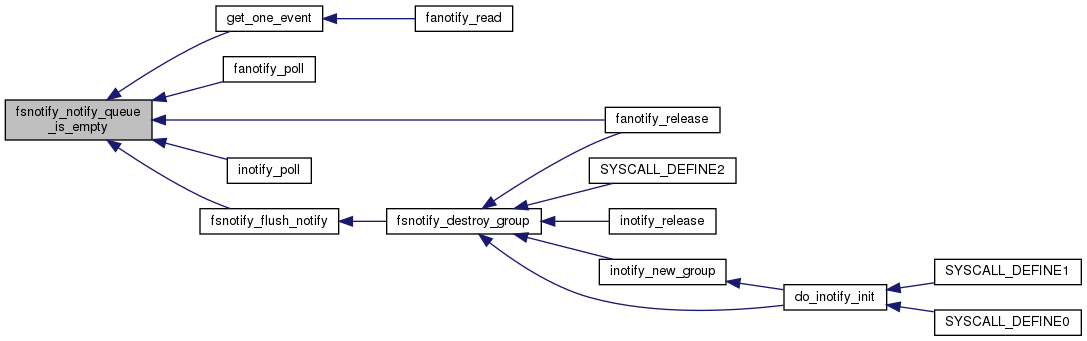 get_one_event
fanotify_read
fanotify_poll
fsnotify_notify_queue
_is_empty
fanotify_release
inotify_poll
SYSCALL_DEFINE2
fsnotify_flush_notify
fsnotify_destroy_group
inotify_release
inotify_new_group
SYSCALL_DEFINE1
do_inotify_init
SYSCALL_DEFINE0